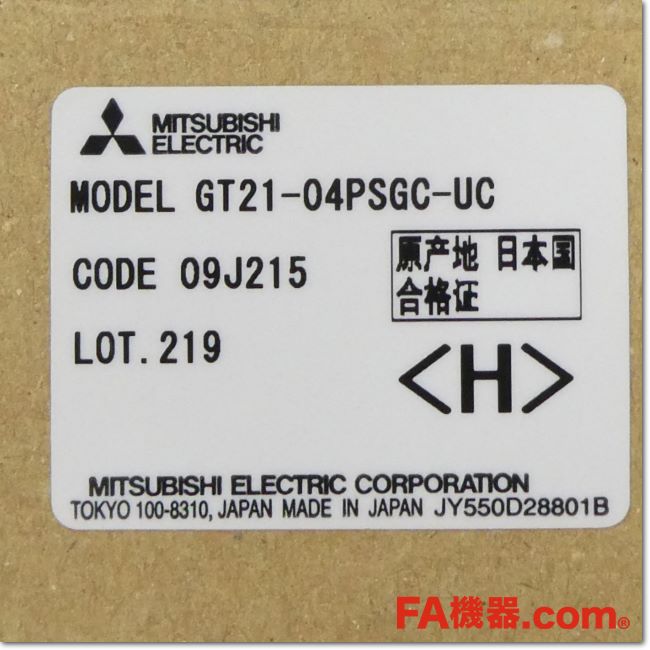 MITSUBISHI
ELECTRIC
MODEL GT21-04PSGC-UC
CODE 09J215
原产地 日本国
合格证
LOT.219
<H>
MITSUBISHI ELECTRIC CORPORATION
TOKYO 100-8310, JAPAN MADE IN JAPAN JY550D28801B
FA機器.com®